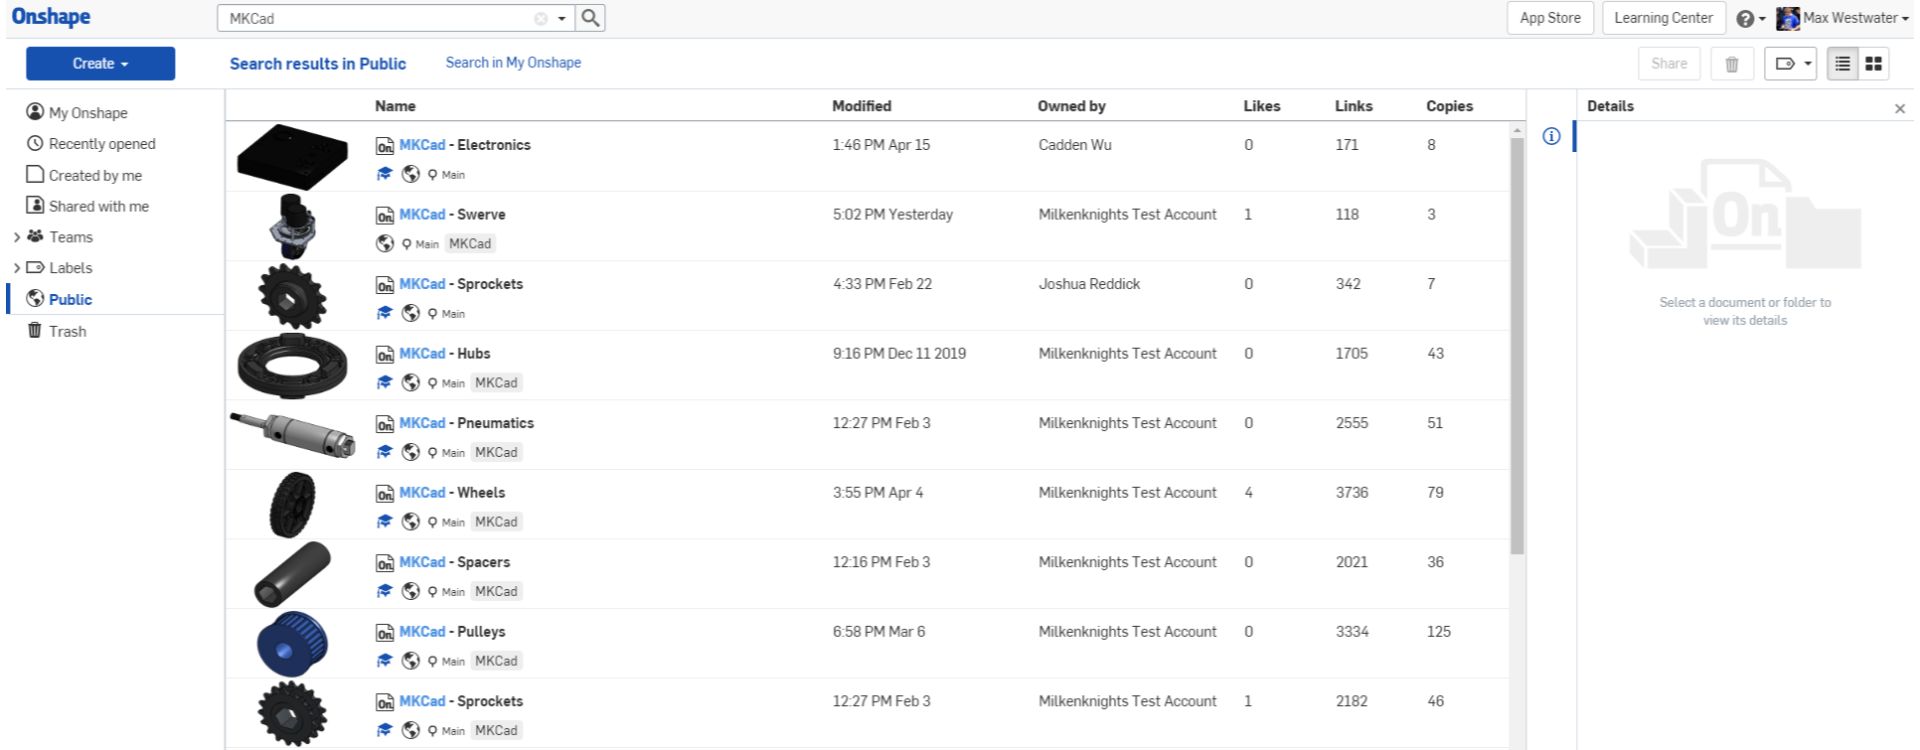 Onshape
MKCad
App Store
Learning Center
Max Westwater
Create
Search results in Public
Search in My Onshape
Share
My Onshape
Recently opened
Created by me
Shared with me
Teams
Labels
Public
Trash
Name Modified Owned by Likes Links Copies
MKCad - Electronics 1:46 PM Apr 15 Cadden Wu 0 171 8
Main
MKCad - Swerve 5:02 PM Yesterday Milkenknights Test Account 1 118 3
Main MKCad
MKCad - Sprockets 4:33 PM Feb 22 Joshua Reddick 0 342 7
Main
MKCad - Hubs 9:16 PM Dec 11 2019 Milkenknights Test Account 0 1705 43
Main MKCad
MKCad - Pneumatics 12:27 PM Feb 3 Milkenknights Test Account 0 2555 51
Main MKCad
MKCad - Wheels 3:55 PM Apr 4 Milkenknights Test Account 4 3736 79
Main MKCad
MKCad - Spacers 12:16 PM Feb 3 Milkenknights Test Account 0 2021 36
Main MKCad
MKCad - Pulleys 6:58 PM Mar 6 Milkenknights Test Account 0 3334 125
Main MKCad
MKCad - Sprockets 12:27 PM Feb 3 Milkenknights Test Account 1 2182 46
Main MKCad
Details
On
Select a document or folder to
view its details